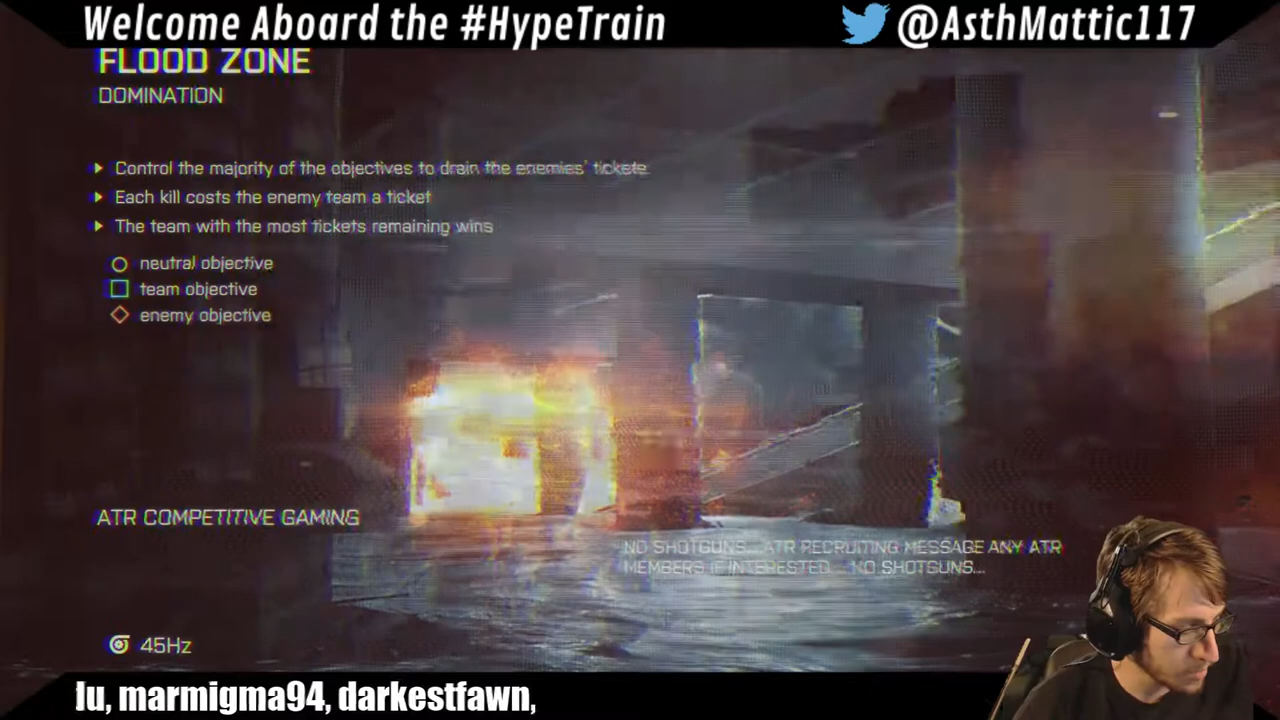 Welcome Aboard the #HypeTrain
@AsthMattic117
FLOOD ZONE
DOMINATION
Control the majority of the objectives to drain the enemies' tickets
Each kill costs the enemy team a ticket
The team with the most tickets remaining wins
neutral objective
team objective
enemy objective
ATR COMPETITIVE GAMING
NO SHOTGUNS... ATR RECRUITING MESSAGE ANY ATR
MEMBERS IF INTERESTED... NO SHOTGUNS...
45Hz
lu, marmigma94, darkestfawn,